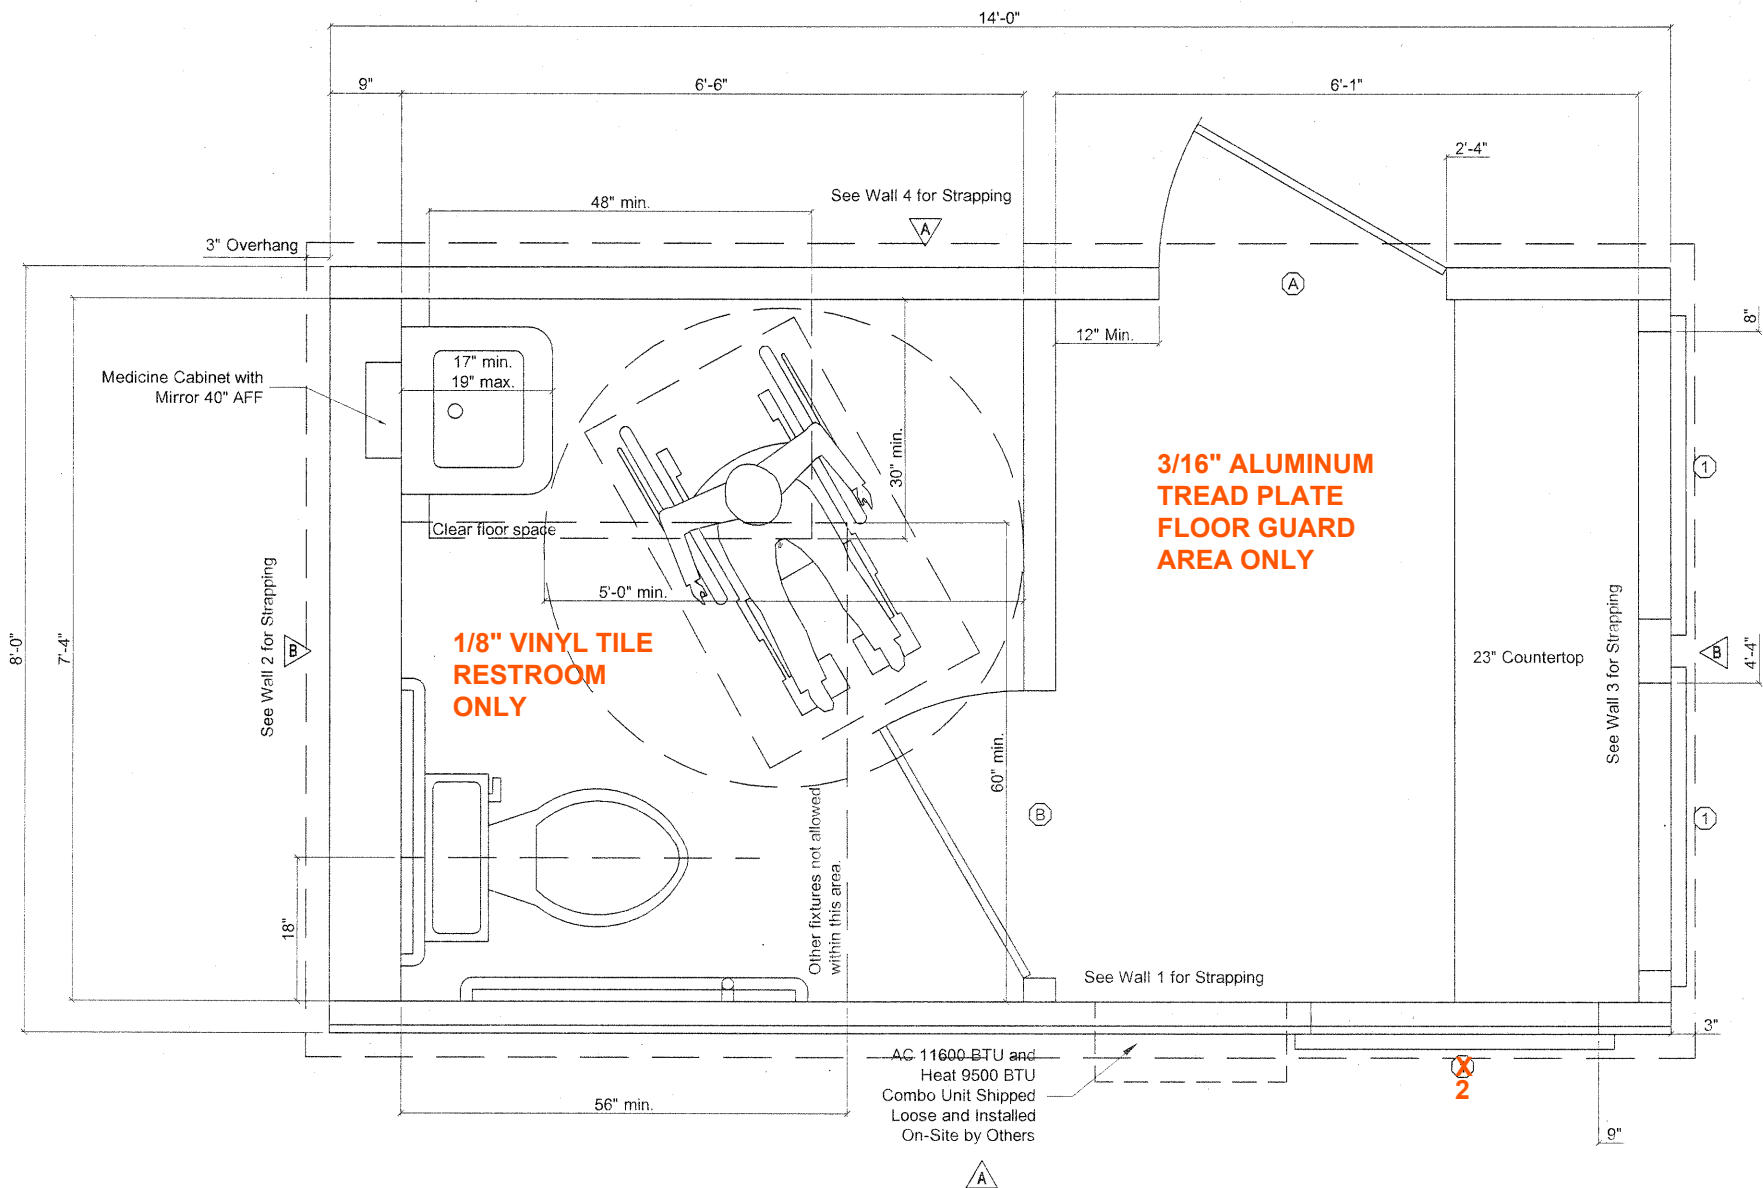 14'-0"
9"
6'-6"
6'-1"
2'-4"
48" min.
See Wall 4 for Strapping
A
3" Overhang
A
8"
12" Min.
17" min.
19" max.
Medicine Cabinet with
Mirror 40" AFF
30" min.
3/16" ALUMINUM
TREAD PLATE
FLOOR GUARD
AREA ONLY
1
Clear floor space
5'-0" min.
8'-0"
7'-4"
See Wall 2 for Strapping
B
1/8" VINYL TILE
RESTROOM
ONLY
23" Countertop
See Wall 3 for Strapping
B
4'-4"
60" min.
B
1
Other fixtures not allowed
within this area.
18"
See Wall 1 for Strapping
3"
AC 11600 BTU and
Heat 9500 BTU
Combo Unit Shipped
Loose and Installed
On-Site by Others
X
2
56" min.
9"
A